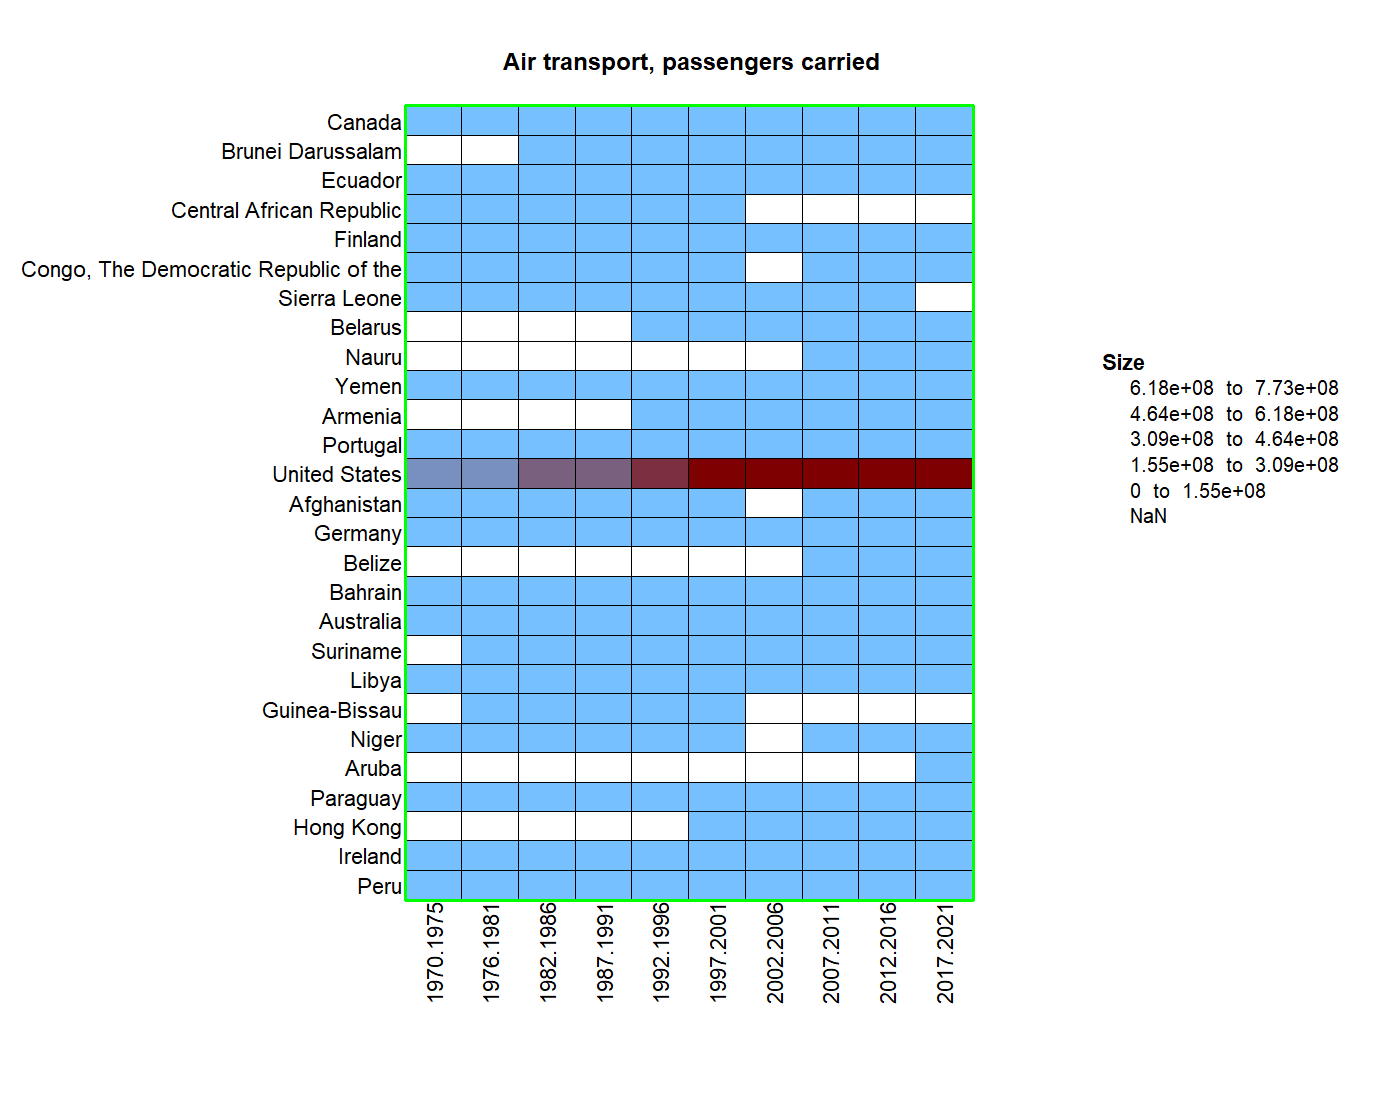 Air transport, passengers carried
Canada
Brunei Darussalam
Ecuador
Central African Republic
Finland
Congo, The Democratic Republic of the
Sierra Leone
Belarus
Nauru
Yemen
Armenia
Portugal
United States
Afghanistan
Germany
Belize
Bahrain
Australia
Suriname
Libya
Guinea-Bissau
Niger
Aruba
Paraguay
Hong Kong
Ireland
Peru
1970.1975
1976.1981
1982.1986
1987.1991
1992.1996
1997.2001
2002.2006
2007.2011
2012.2016
2017.2021
Size
6.18e+08 to 7.73e+08
4.64e+08 to 6.18e+08
3.09e+08 to 4.64e+08
1.55e+08 to 3.09e+08
0 to 1.55e+08
NaN